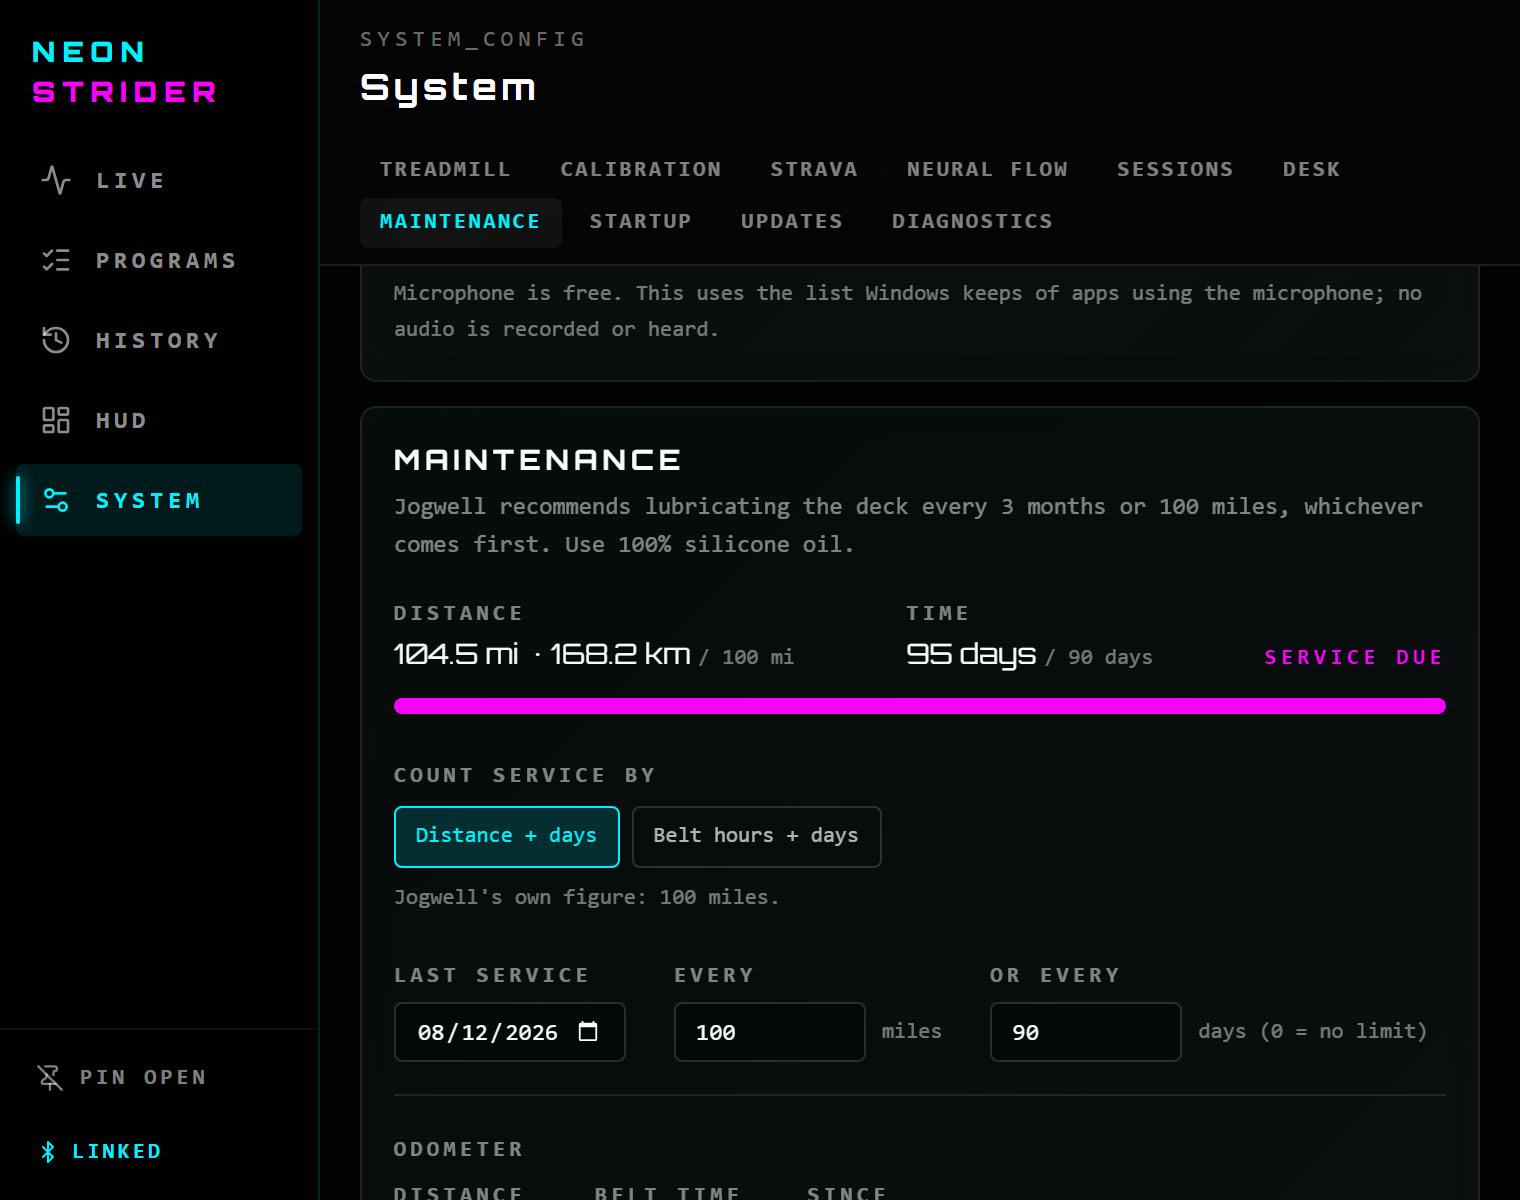 NEON
STRIDER
LIVE
PROGRAMS
HISTORY
HUD
SYSTEM
PIN OPEN
LINKED
SYSTEM_CONFIG
System
TREADMILL CALIBRATION STRAVA NEURAL FLOW SESSIONS DESK
MAINTENANCE STARTUP UPDATES DIAGNOSTICS
Microphone is free. This uses the list Windows keeps of apps using the microphone; no
audio is recorded or heard.
MAINTENANCE
Jogwell recommends lubricating the deck every 3 months or 100 miles, whichever
comes first. Use 100% silicone oil.
DISTANCE TIME
104.5 mi · 168.2 km / 100 mi 95 days / 90 days SERVICE DUE
COUNT SERVICE BY
Distance + days Belt hours + days
Jogwell's own figure: 100 miles.
LAST SERVICE EVERY OR EVERY
08/12/2026 100 miles 90 days (0 = no limit)
ODOMETER
DISTANCE BELT TIME SINCE